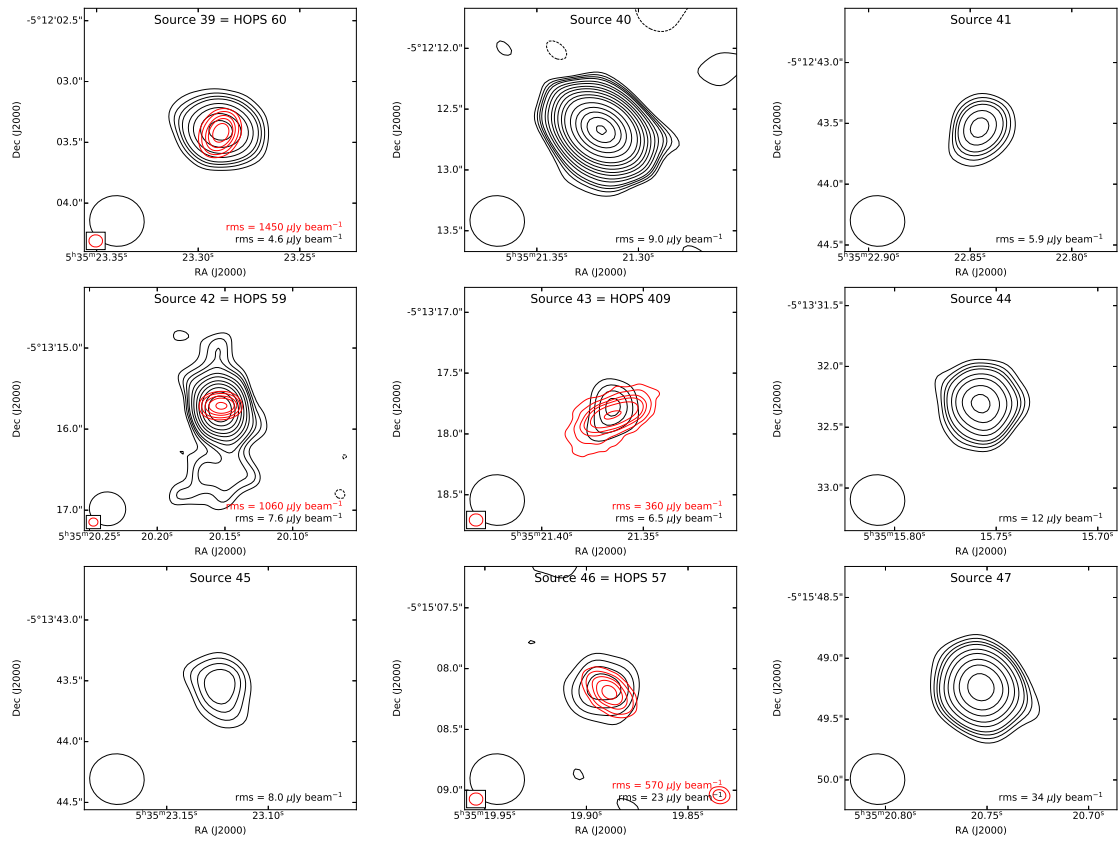 Source 39 = HOPS 60
-5°12'02.5"
03.0"
03.5"
04.0"
Dec (J2000)
rms = 1450 μJy beam⁻¹
rms = 4.6 μJy beam⁻¹
5ʰ35ᵐ23.35ˢ
23.30ˢ
23.25ˢ
RA (J2000)
Source 40
-5°12'12.0"
12.5"
13.0"
13.5"
Dec (J2000)
rms = 9.0 μJy beam⁻¹
5ʰ35ᵐ21.35ˢ
21.30ˢ
RA (J2000)
Source 41
-5°12'43.0"
43.5"
44.0"
44.5"
Dec (J2000)
rms = 5.9 μJy beam⁻¹
5ʰ35ᵐ22.90ˢ
22.85ˢ
22.80ˢ
RA (J2000)
Source 42 = HOPS 59
-5°13'15.0"
16.0"
17.0"
Dec (J2000)
rms = 1060 μJy beam⁻¹
rms = 7.6 μJy beam⁻¹
5ʰ35ᵐ20.25ˢ
20.20ˢ
20.15ˢ
20.10ˢ
RA (J2000)
Source 43 = HOPS 409
-5°13'17.0"
17.5"
18.0"
18.5"
Dec (J2000)
rms = 360 μJy beam⁻¹
rms = 6.5 μJy beam⁻¹
5ʰ35ᵐ21.40ˢ
21.35ˢ
RA (J2000)
Source 44
-5°13'31.5"
32.0"
32.5"
33.0"
Dec (J2000)
rms = 12 μJy beam⁻¹
5ʰ35ᵐ15.80ˢ
15.75ˢ
15.70ˢ
RA (J2000)
Source 45
-5°13'43.0"
43.5"
44.0"
44.5"
Dec (J2000)
rms = 8.0 μJy beam⁻¹
5ʰ35ᵐ23.15ˢ
23.10ˢ
RA (J2000)
Source 46 = HOPS 57
-5°15'07.5"
08.0"
08.5"
09.0"
Dec (J2000)
rms = 570 μJy beam⁻¹
rms = 23 μJy beam⁻¹
5ʰ35ᵐ19.95ˢ
19.90ˢ
19.85ˢ
RA (J2000)
Source 47
-5°15'48.5"
49.0"
49.5"
50.0"
Dec (J2000)
rms = 34 μJy beam⁻¹
5ʰ35ᵐ20.80ˢ
20.75ˢ
20.70ˢ
RA (J2000)